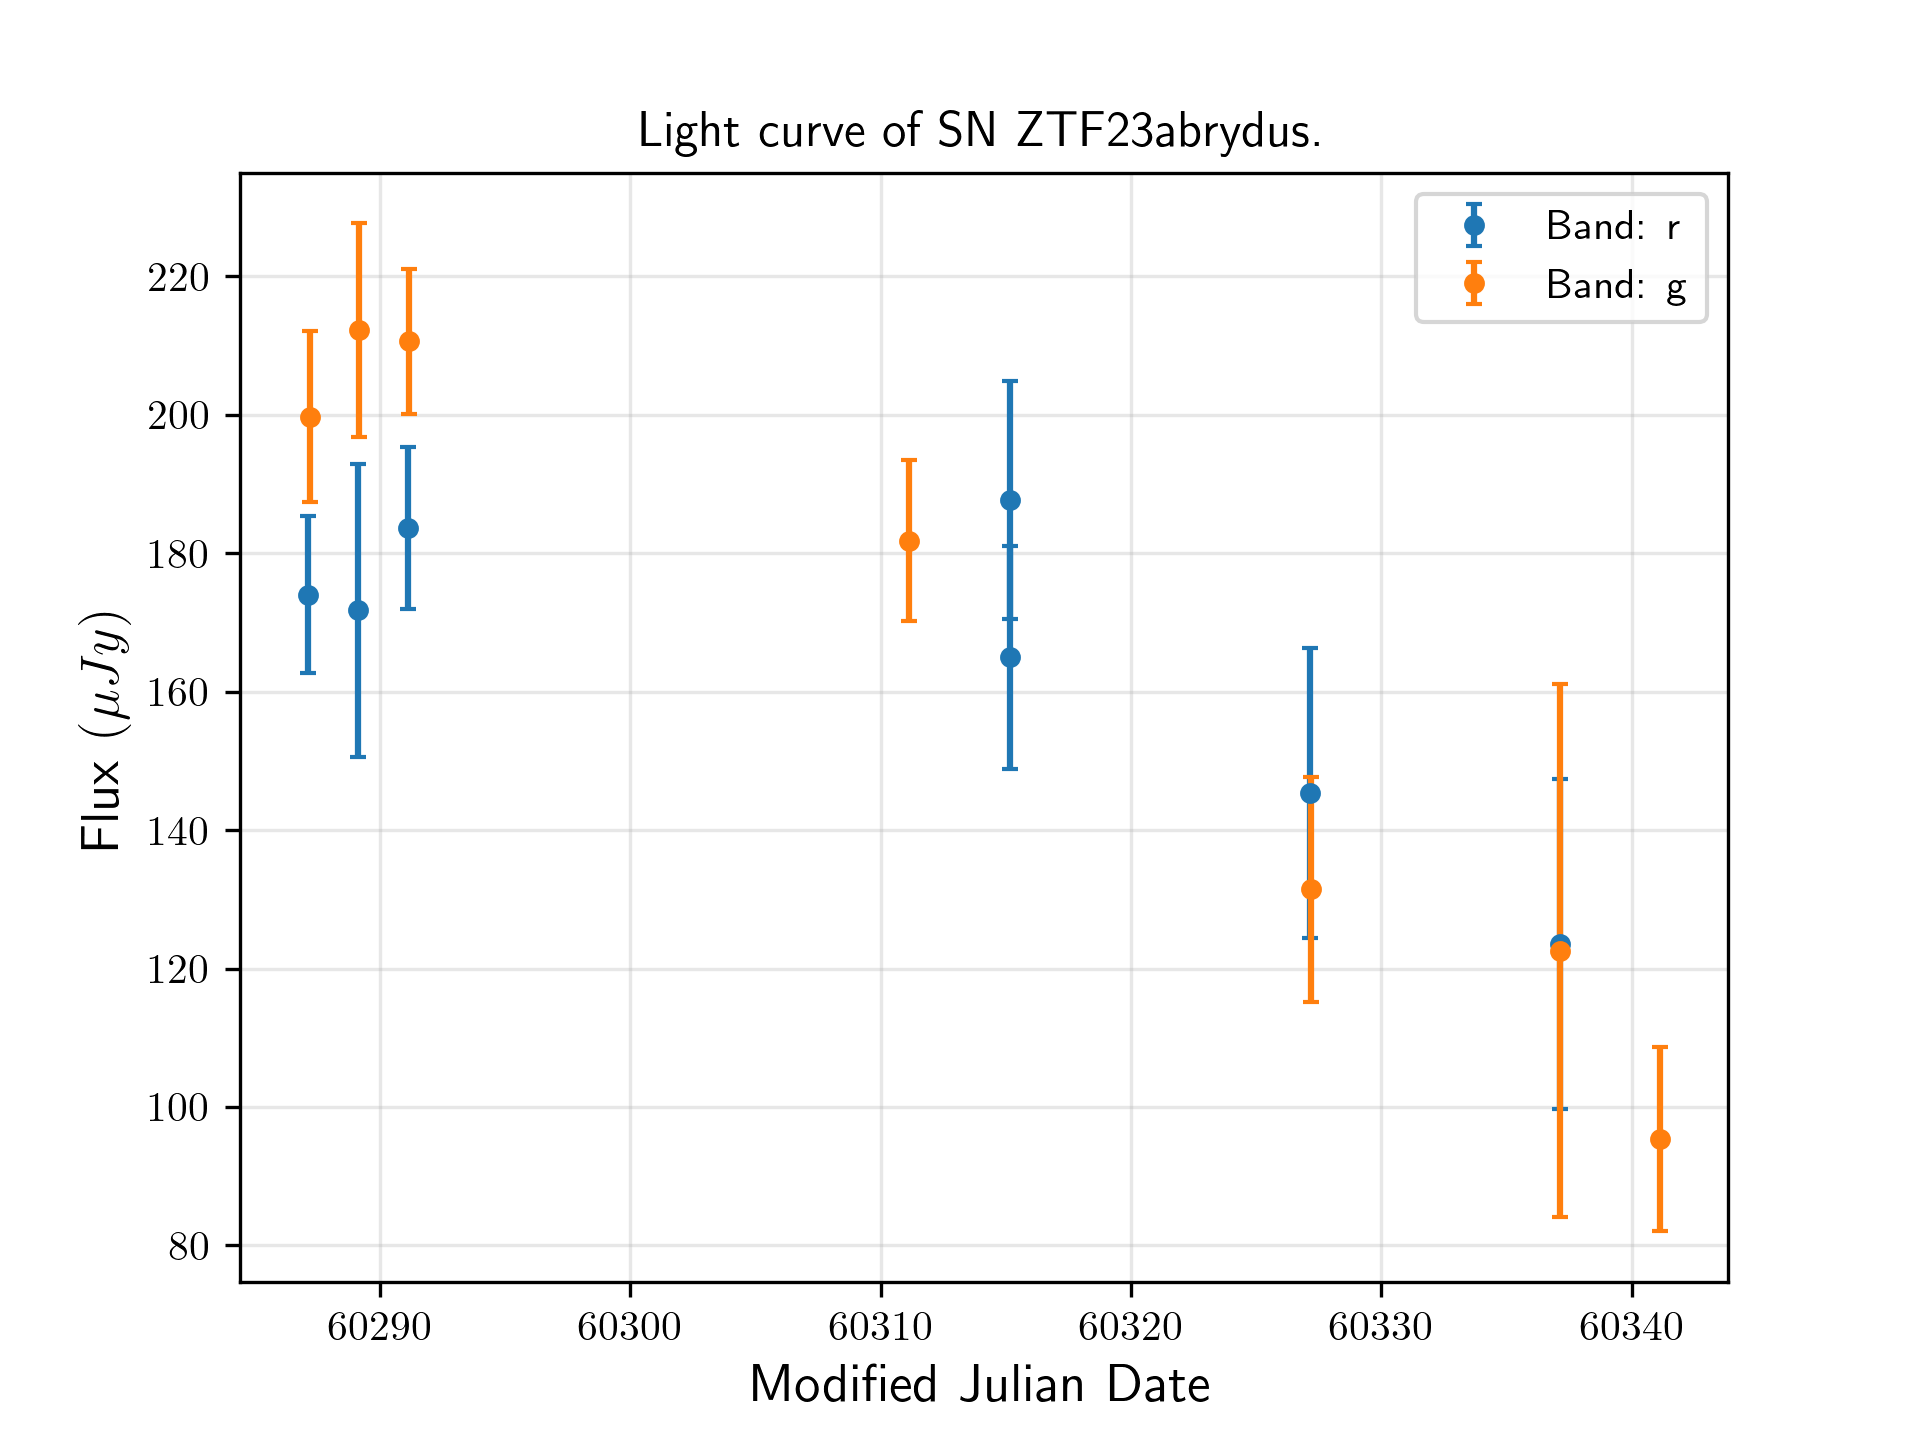 Light curve of SN ZTF23abrydus.
Band: r
Band: g
220
200
180
160
140
120
100
80
Flux (μJy)
60290 60300 60310 60320 60330 60340
Modified Julian Date